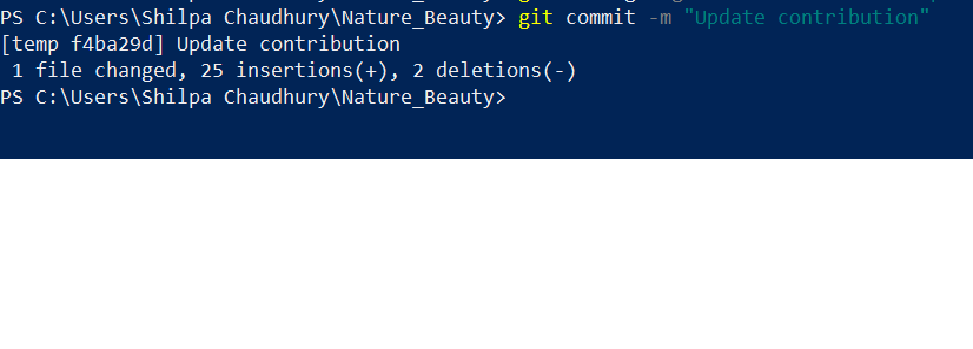 PS C:\Users\Shilpa Chaudhury\Nature_Beauty> git commit -m "Update contribution"
[temp f4ba29d] Update contribution
 1 file changed, 25 insertions(+), 2 deletions(-)
PS C:\Users\Shilpa Chaudhury\Nature_Beauty>